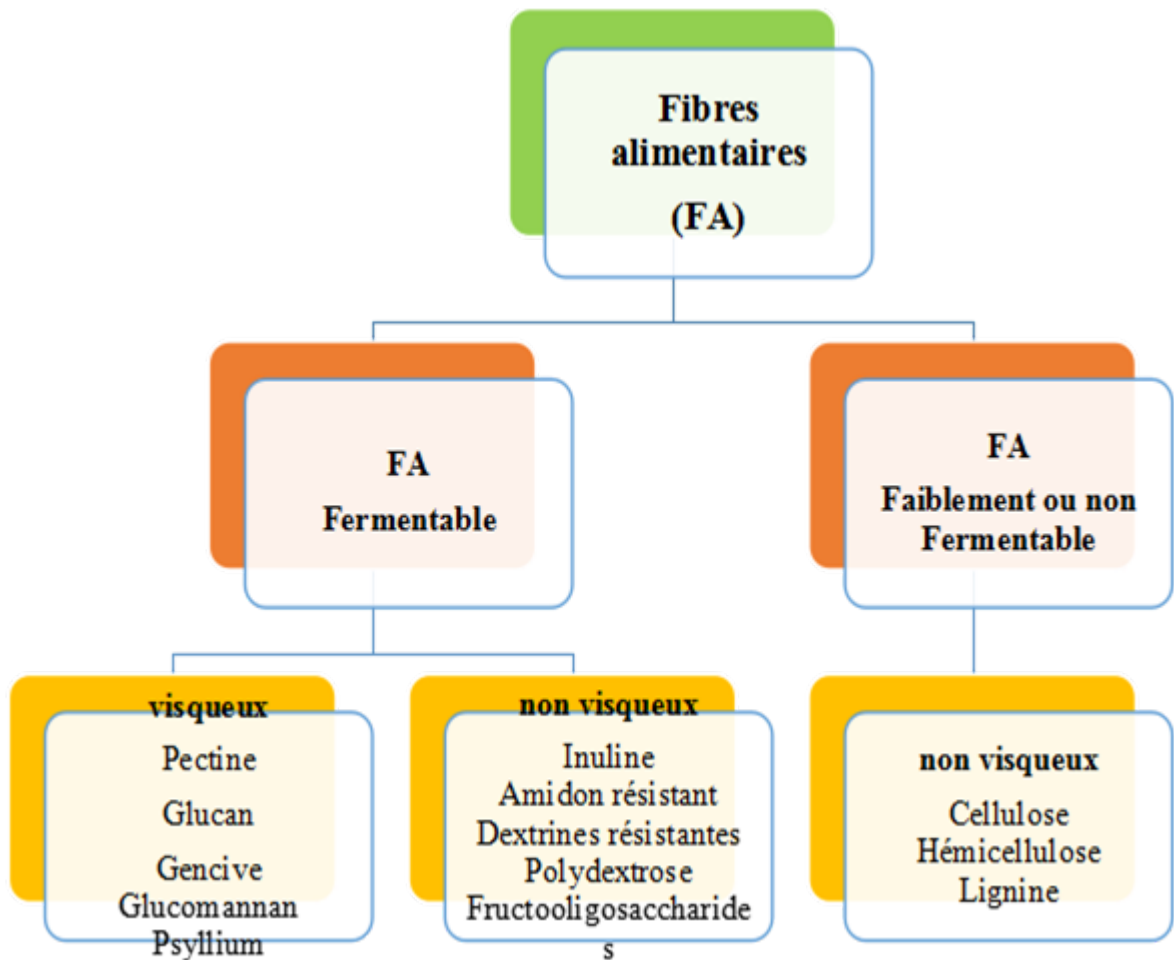 Fibres
alimentaires
(FA)
FA
Fermentable
FA
Faiblement ou non
Fermentable
visqueux
Pectine
Glucan
Gencive
Glucomannan
Psyllium
non visqueux
Inuline
Amidon résistant
Dextrines résistantes
Polydextrose
Fructooligosaccharide
s
non visqueux
Cellulose
Hémicellulose
Lignine